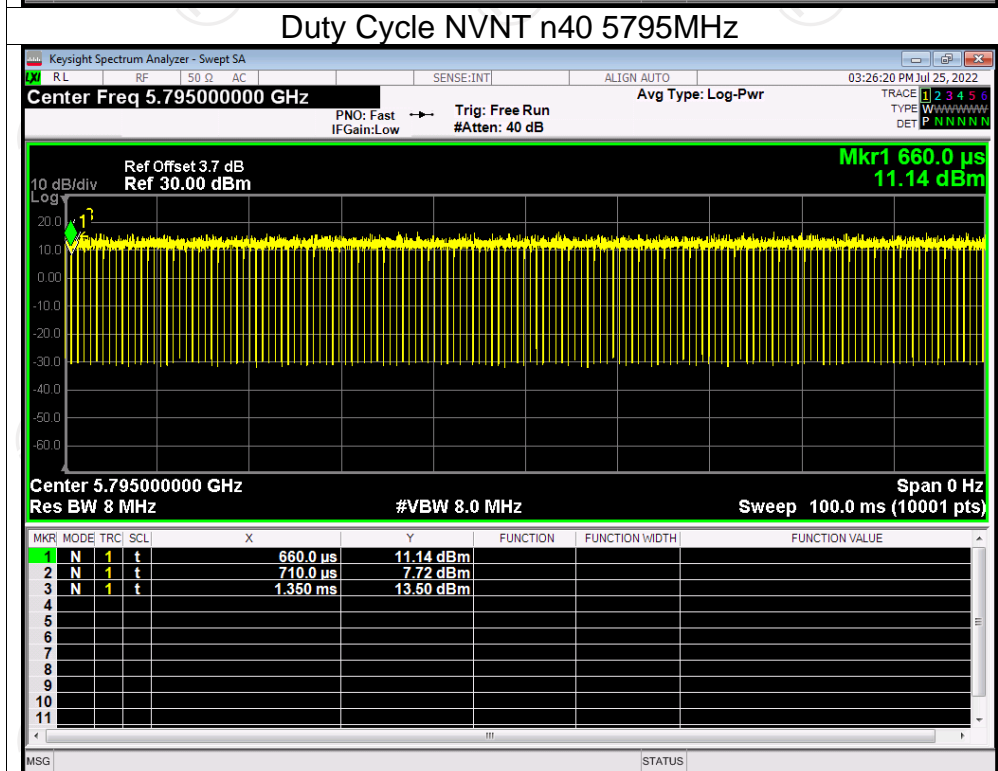 Duty Cycle NVNT n40 5795MHz
Keysight Spectrum Analyzer - Swept SA
LXI RL RF 50 Ω AC SENSE:INT ALIGN AUTO 03:26:20 PM Jul 25, 2022
Center Freq 5.795000000 GHz Avg Type: Log-Pwr TRACE 1 2 3 4 5 6
PNO: Fast Trig: Free Run TYPE WWWWWW
IFGain:Low #Atten: 40 dB DET P N N N N N
Mkr1 660.0 µs
Ref Offset 3.7 dB
10 dB/div Ref 30.00 dBm 11.14 dBm
Log
20.0
1
10.0
0.00
-10.0
-20.0
-30.0
-40.0
-50.0
-60.0
Center 5.795000000 GHz Span 0 Hz
Res BW 8 MHz #VBW 8.0 MHz Sweep 100.0 ms (10001 pts)
MKR MODE TRC SCL X Y FUNCTION FUNCTION WIDTH FUNCTION VALUE
1 N 1 t 660.0 µs 11.14 dBm
2 N 1 t 710.0 µs 7.72 dBm
3 N 1 t 1.350 ms 13.50 dBm
4
5
6
7
8
9
10
11
MSG STATUS